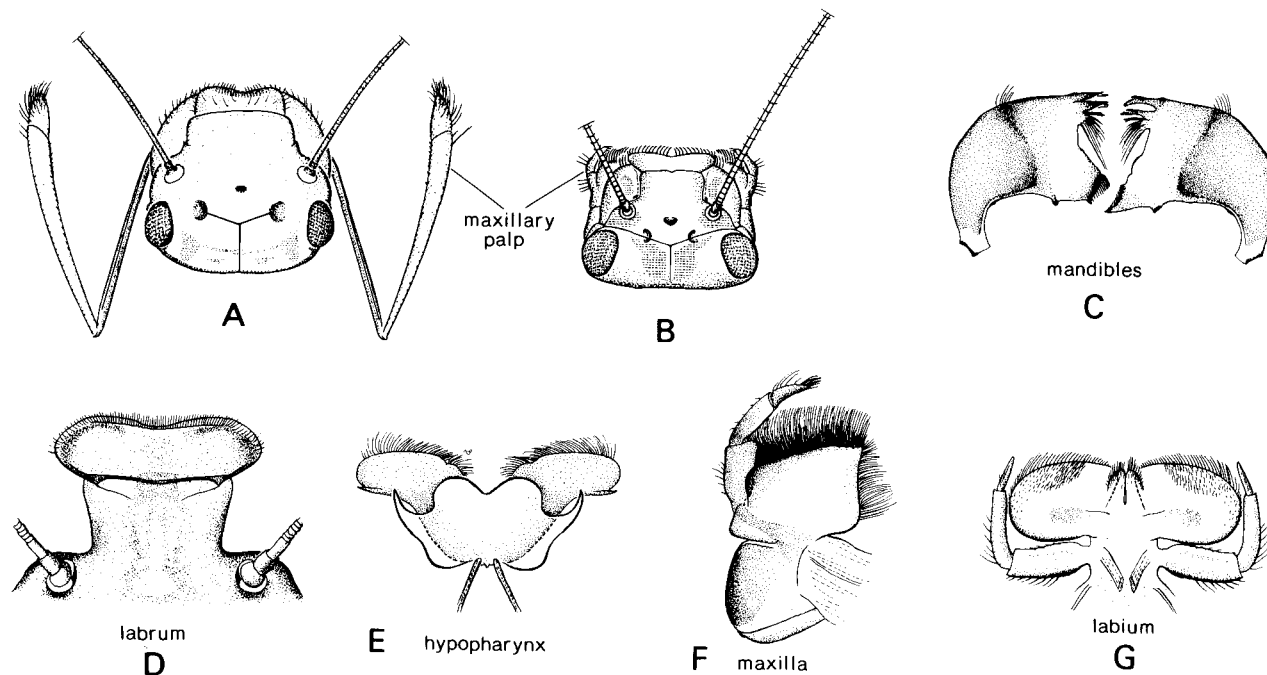 maxillary
palp
A
B
mandibles
C
labrum
D
E
hypopharynx
F
maxilla
labium
G